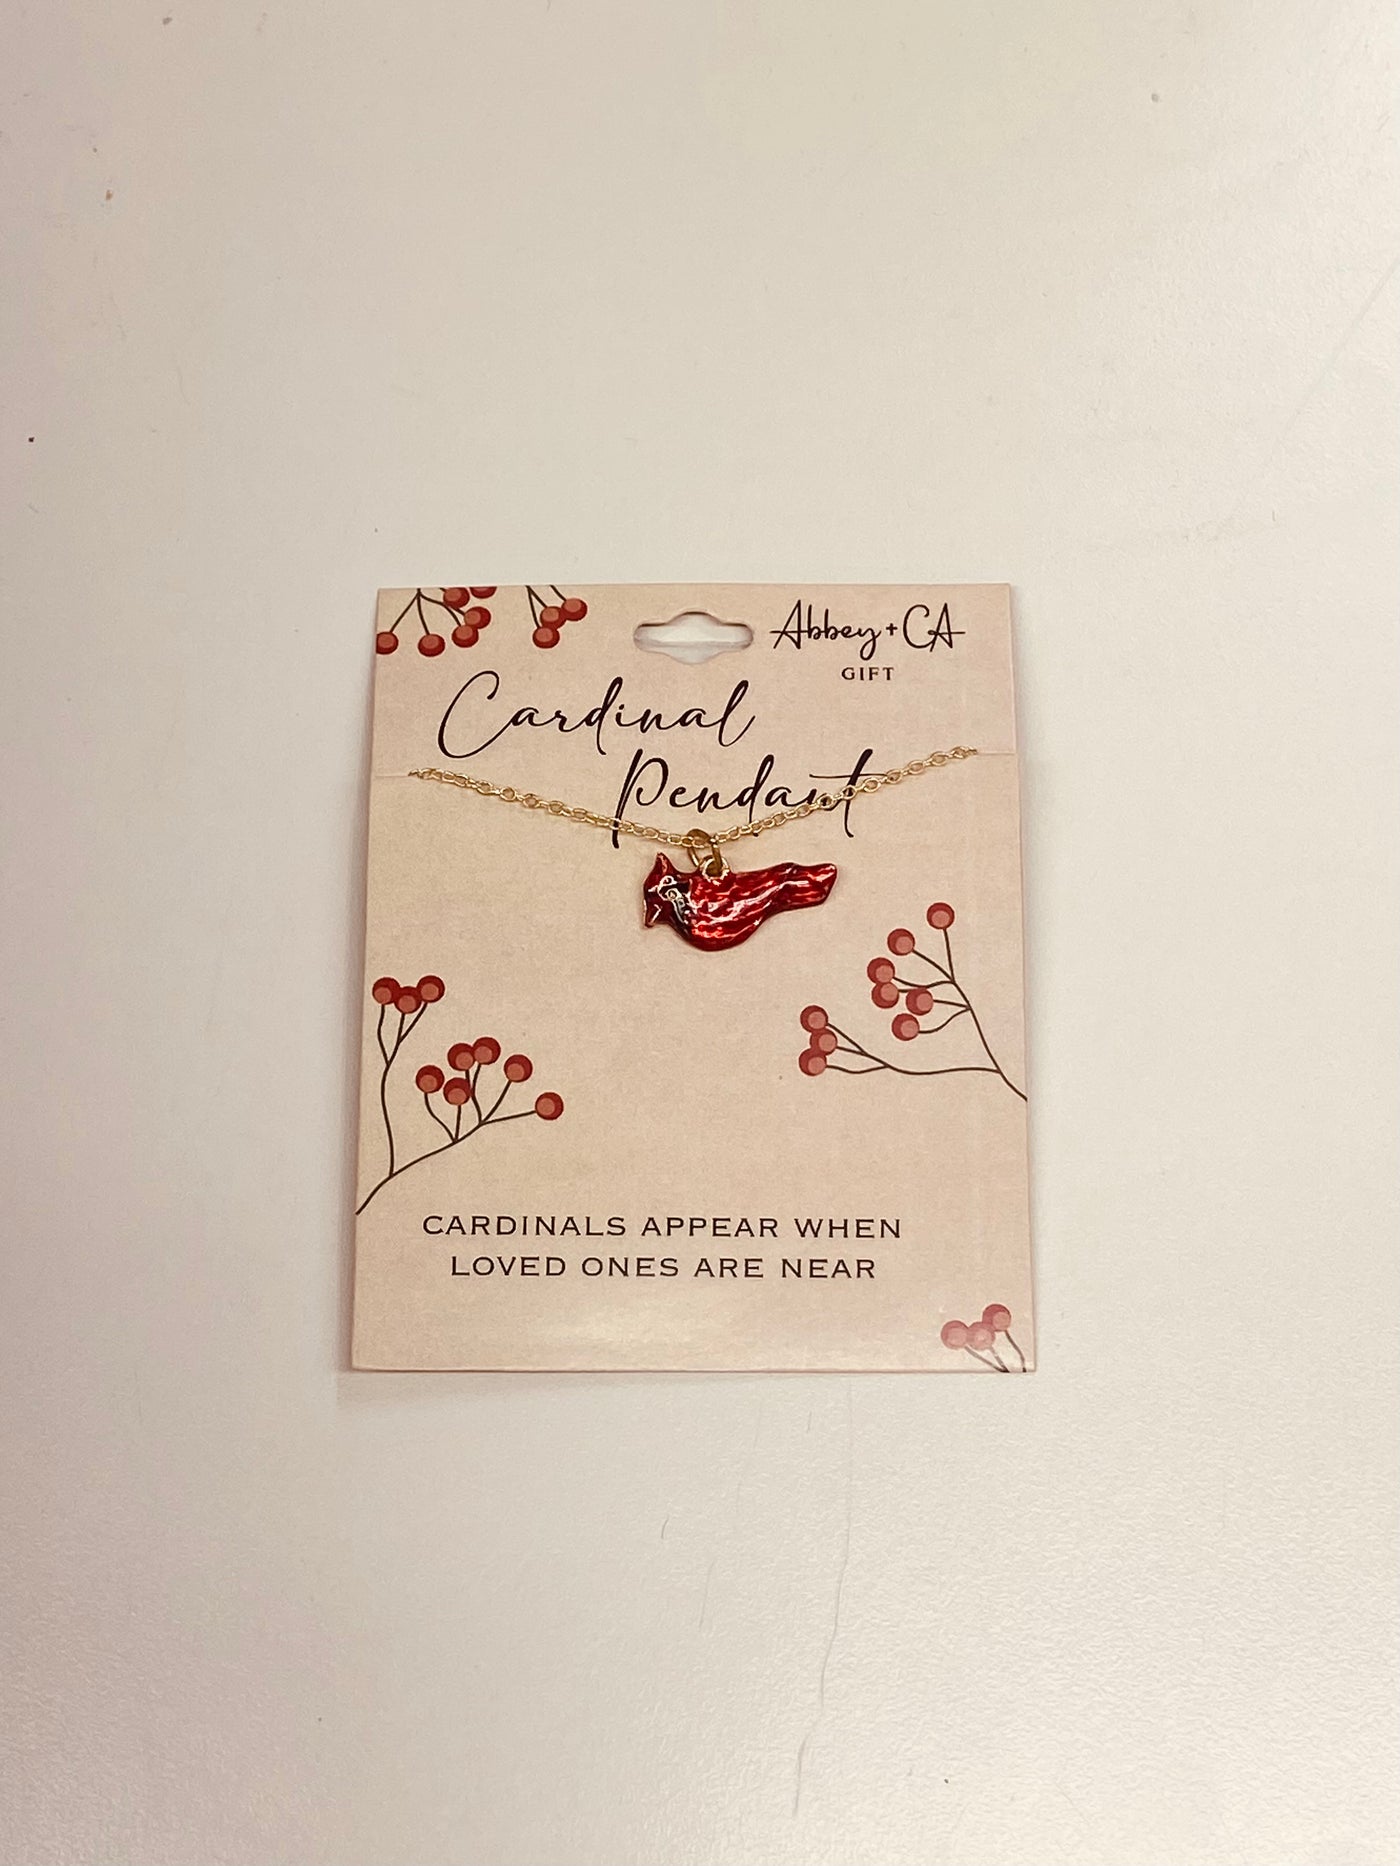 Abbey + CA
GIFT
Cardinal
Pendant
CARDINALS APPEAR WHEN
LOVED ONES ARE NEAR